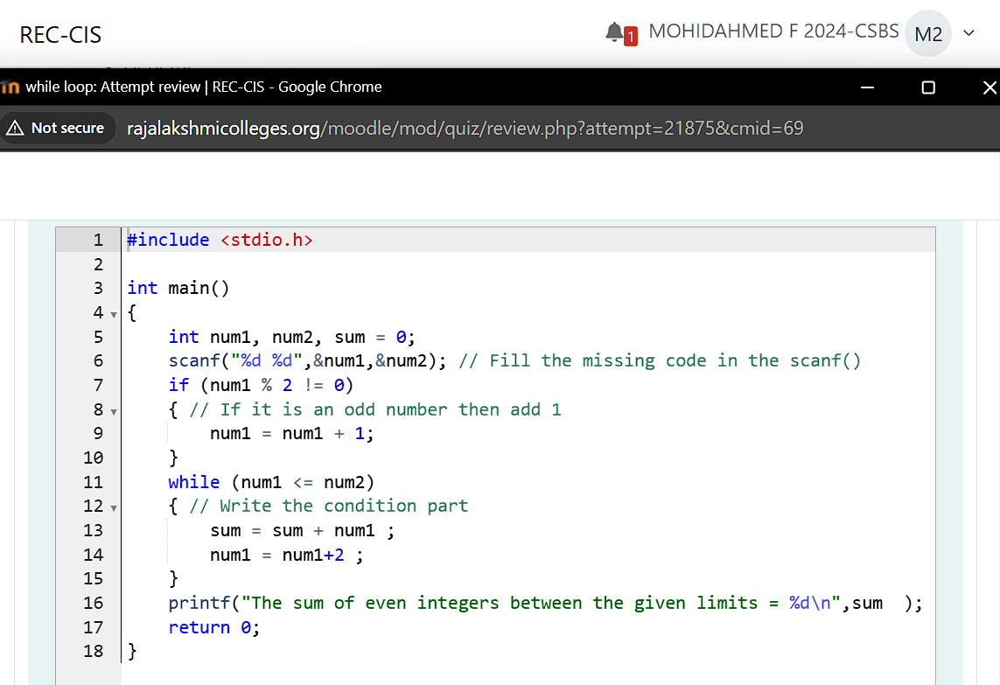 REC-CIS
1 MOHIDAHMED F 2024-CSBS M2
while loop: Attempt review | REC-CIS - Google Chrome
Not secure rajalakshmicolleges.org/moodle/mod/quiz/review.php?attempt=21875&cmid=69
1 #include <stdio.h>
2
3 int main()
4 {
5     int num1, num2, sum = 0;
6     scanf("%d %d",&num1,&num2); // Fill the missing code in the scanf()
7     if (num1 % 2 != 0)
8     { // If it is an odd number then add 1
9         num1 = num1 + 1;
10     }
11     while (num1 <= num2)
12     { // Write the condition part
13         sum = sum + num1 ;
14         num1 = num1+2 ;
15     }
16     printf("The sum of even integers between the given limits = %d\n",sum  );
17     return 0;
18 }